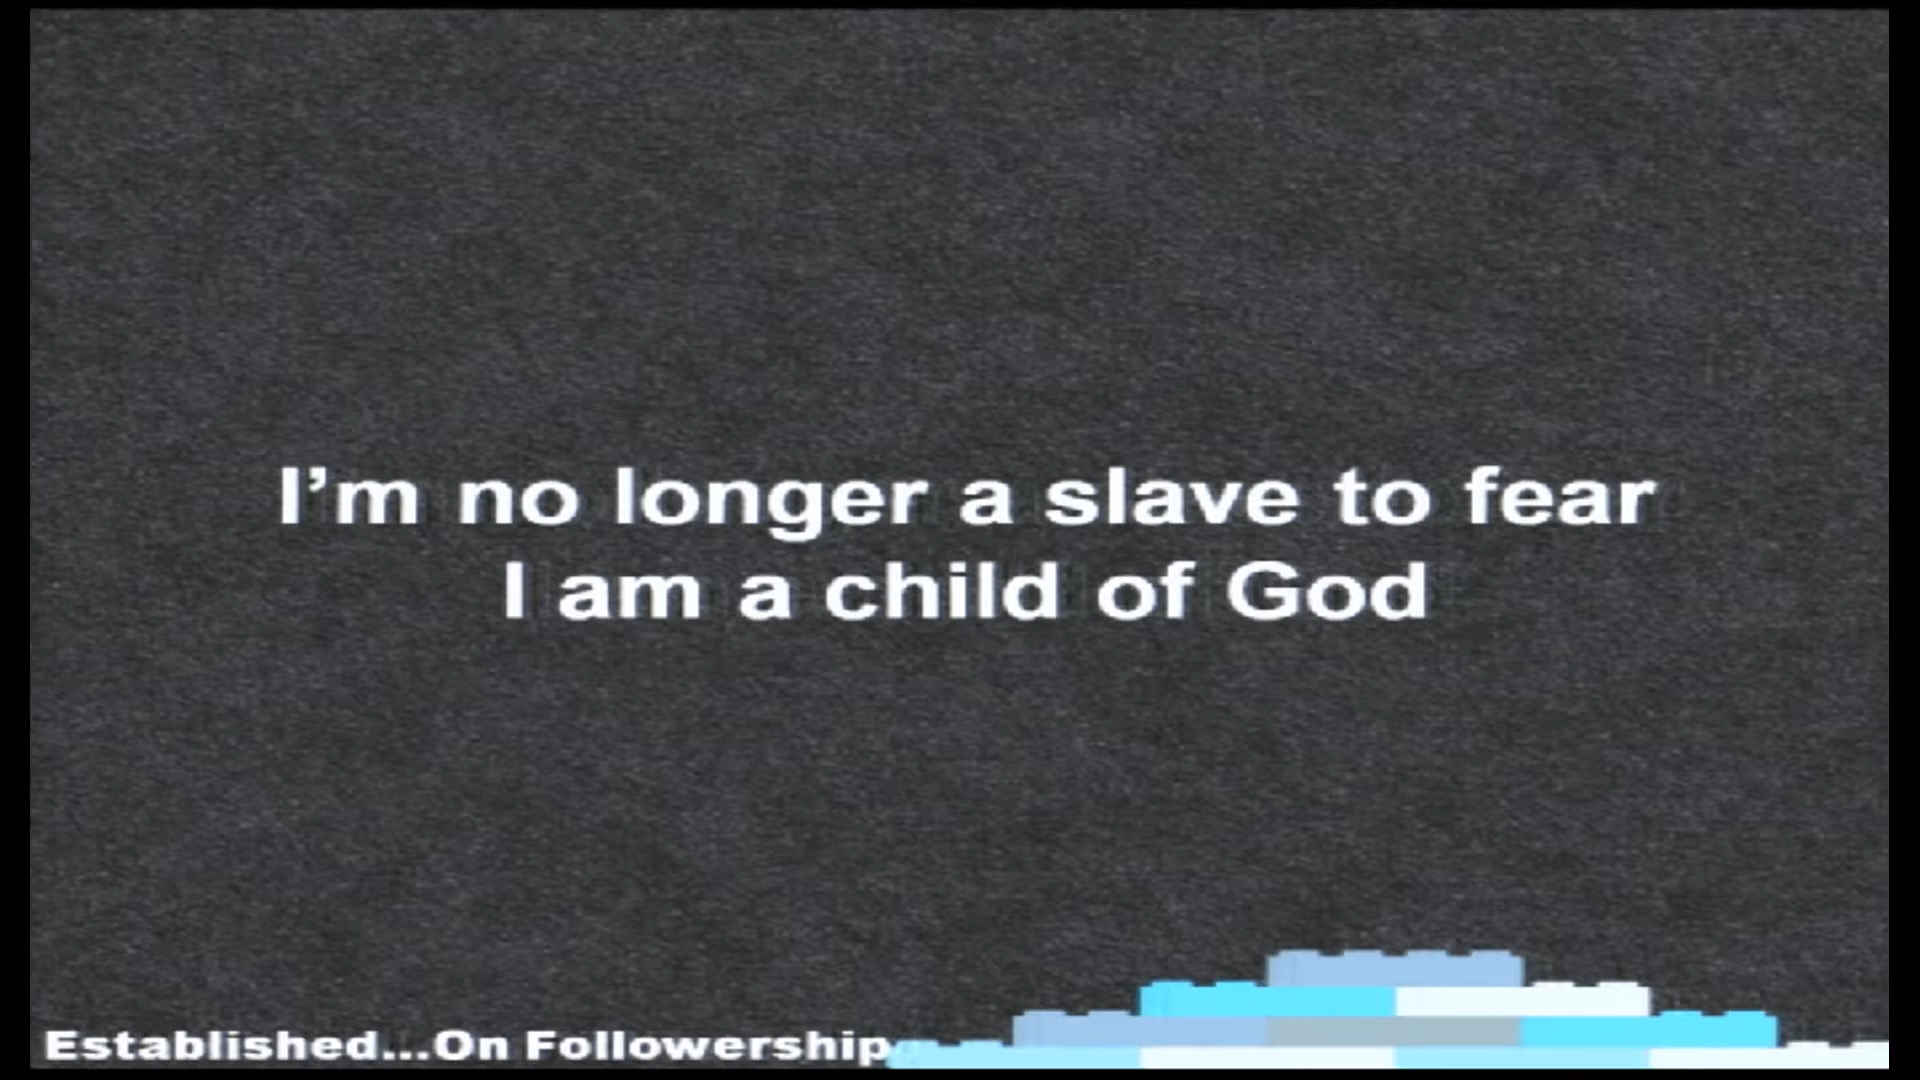 I’m no longer a slave to fear
I am a child of God
Established...On Followership